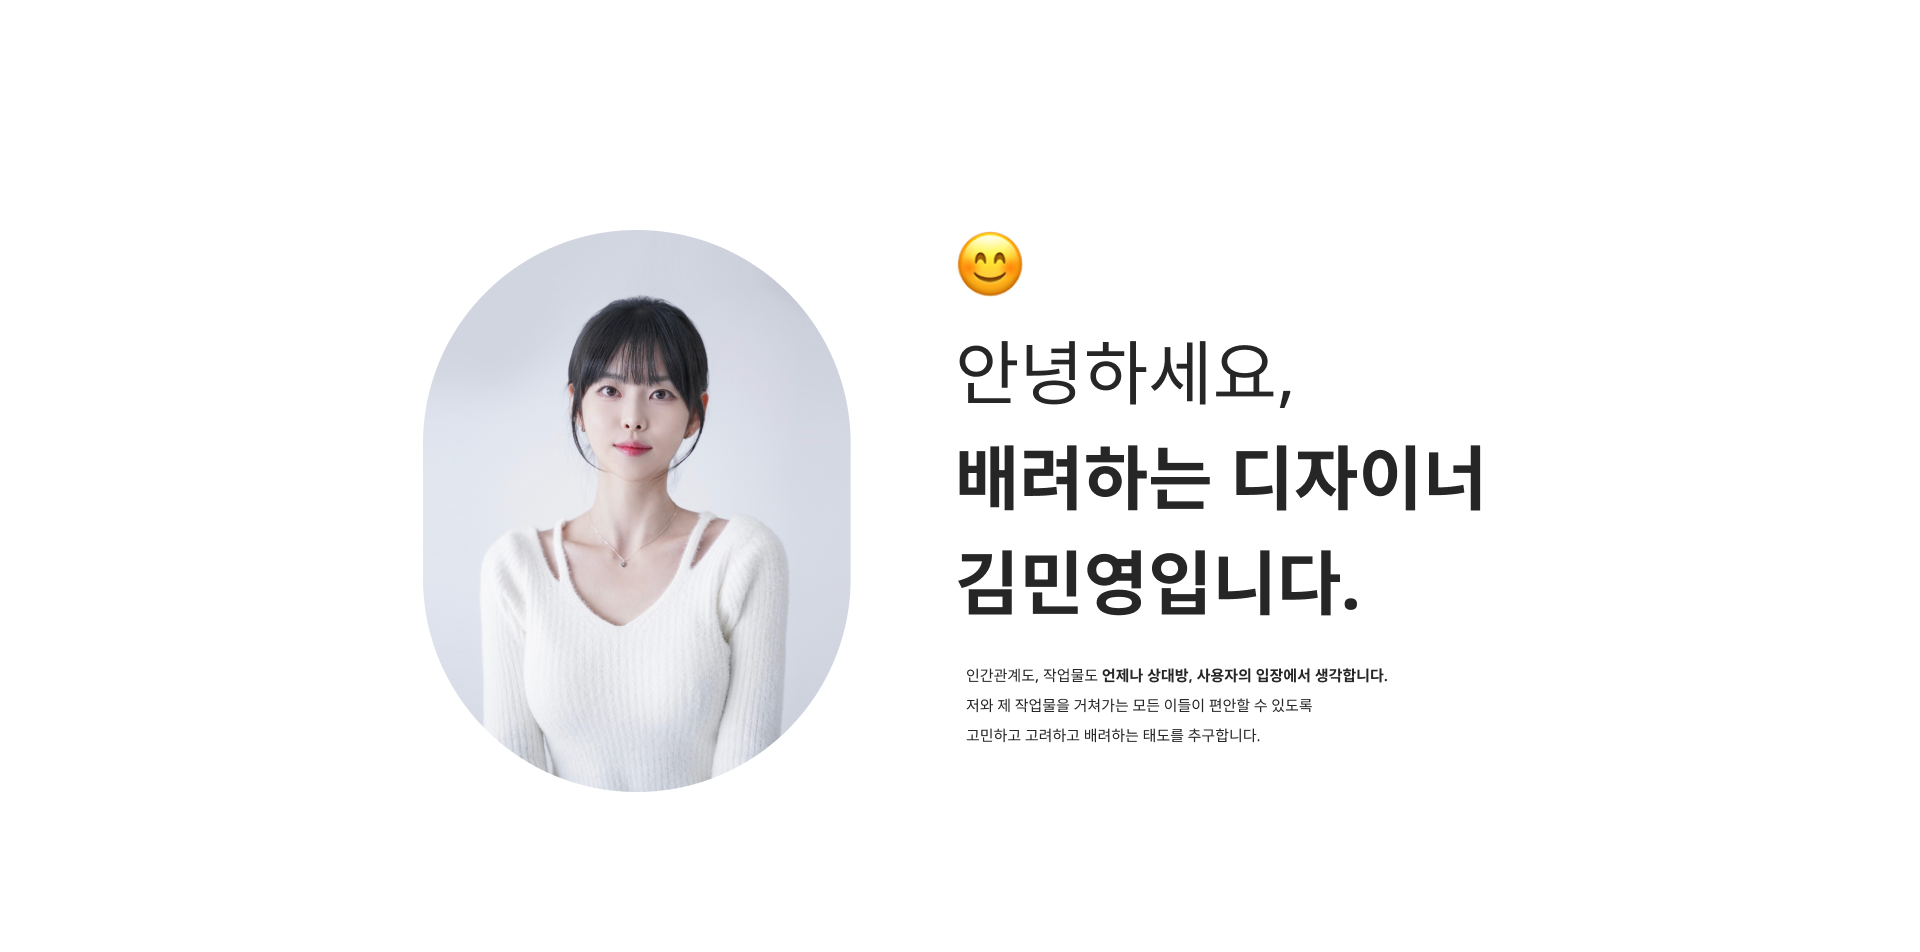 안녕하세요,
배려하는 디자이너
김민영입니다.
인간관계도, 작업물도 언제나 상대방, 사용자의 입장에서 생각합니다.
저와 제 작업물을 거쳐가는 모든 이들이 편안할 수 있도록
고민하고 고려하고 배려하는 태도를 추구합니다.